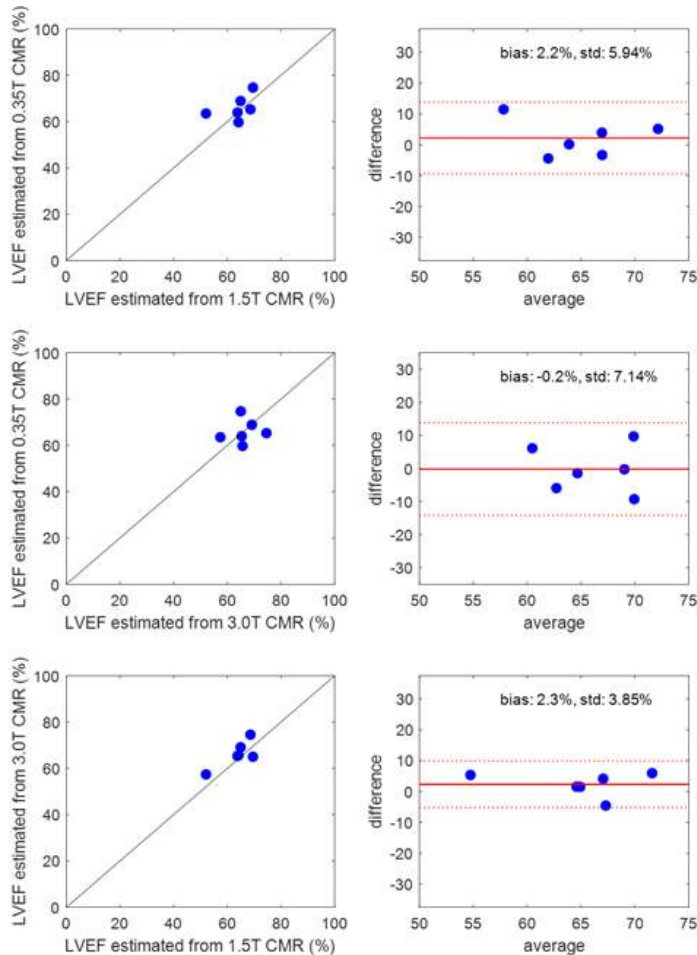 LVEF estimated from 0.35T CMR (%)
100
80
60
40
20
0
0 20 40 60 80 100
LVEF estimated from 1.5T CMR (%)
bias: 2.2%, std: 5.94%
difference
30
20
10
0
-10
-20
-30
50 55 60 65 70 75
average
LVEF estimated from 0.35T CMR (%)
100
80
60
40
20
0
0 20 40 60 80 100
LVEF estimated from 3.0T CMR (%)
bias: -0.2%, std: 7.14%
difference
30
20
10
0
-10
-20
-30
50 55 60 65 70 75
average
LVEF estimated from 3.0T CMR (%)
100
80
60
40
20
0
0 20 40 60 80 100
LVEF estimated from 1.5T CMR (%)
bias: 2.3%, std: 3.85%
difference
30
20
10
0
-10
-20
-30
50 55 60 65 70 75
average